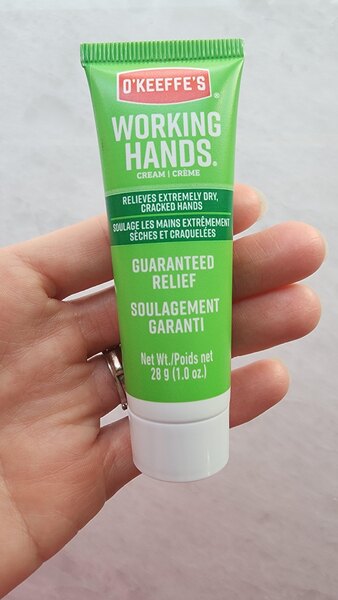 O'KEEFFE'S®
WORKING
HANDS®
CREAM | CRÈME
RELIEVES EXTREMELY DRY,
CRACKED HANDS
SOULAGE LES MAINS EXTRÊMEMENT
SÈCHES ET CRAQUELÉES
GUARANTEED
RELIEF
SOULAGEMENT
GARANTI
Net Wt./Poids net
28 g (1.0 oz.)